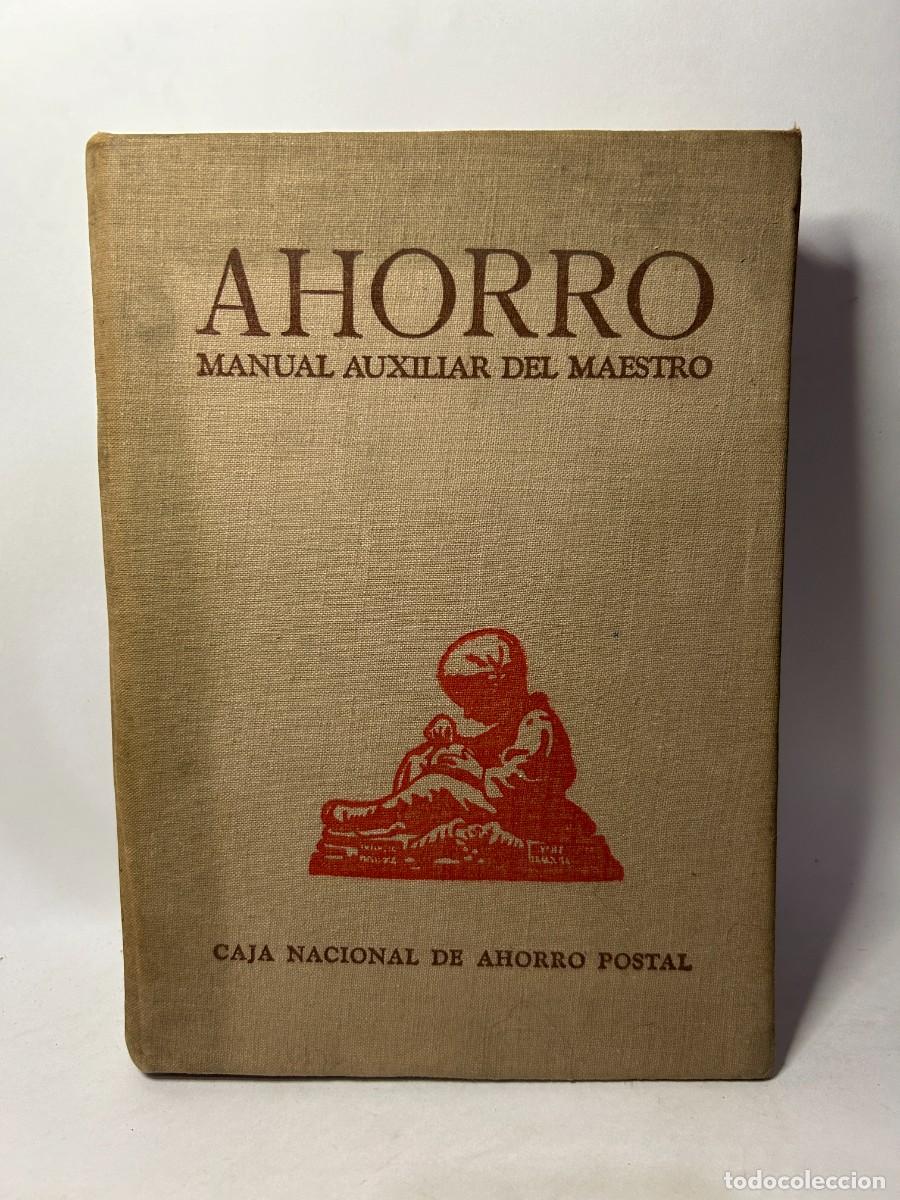 AHORRO
MANUAL AUXILIAR DEL MAESTRO
CAJA NACIONAL DE AHORRO POSTAL
todocoleccion